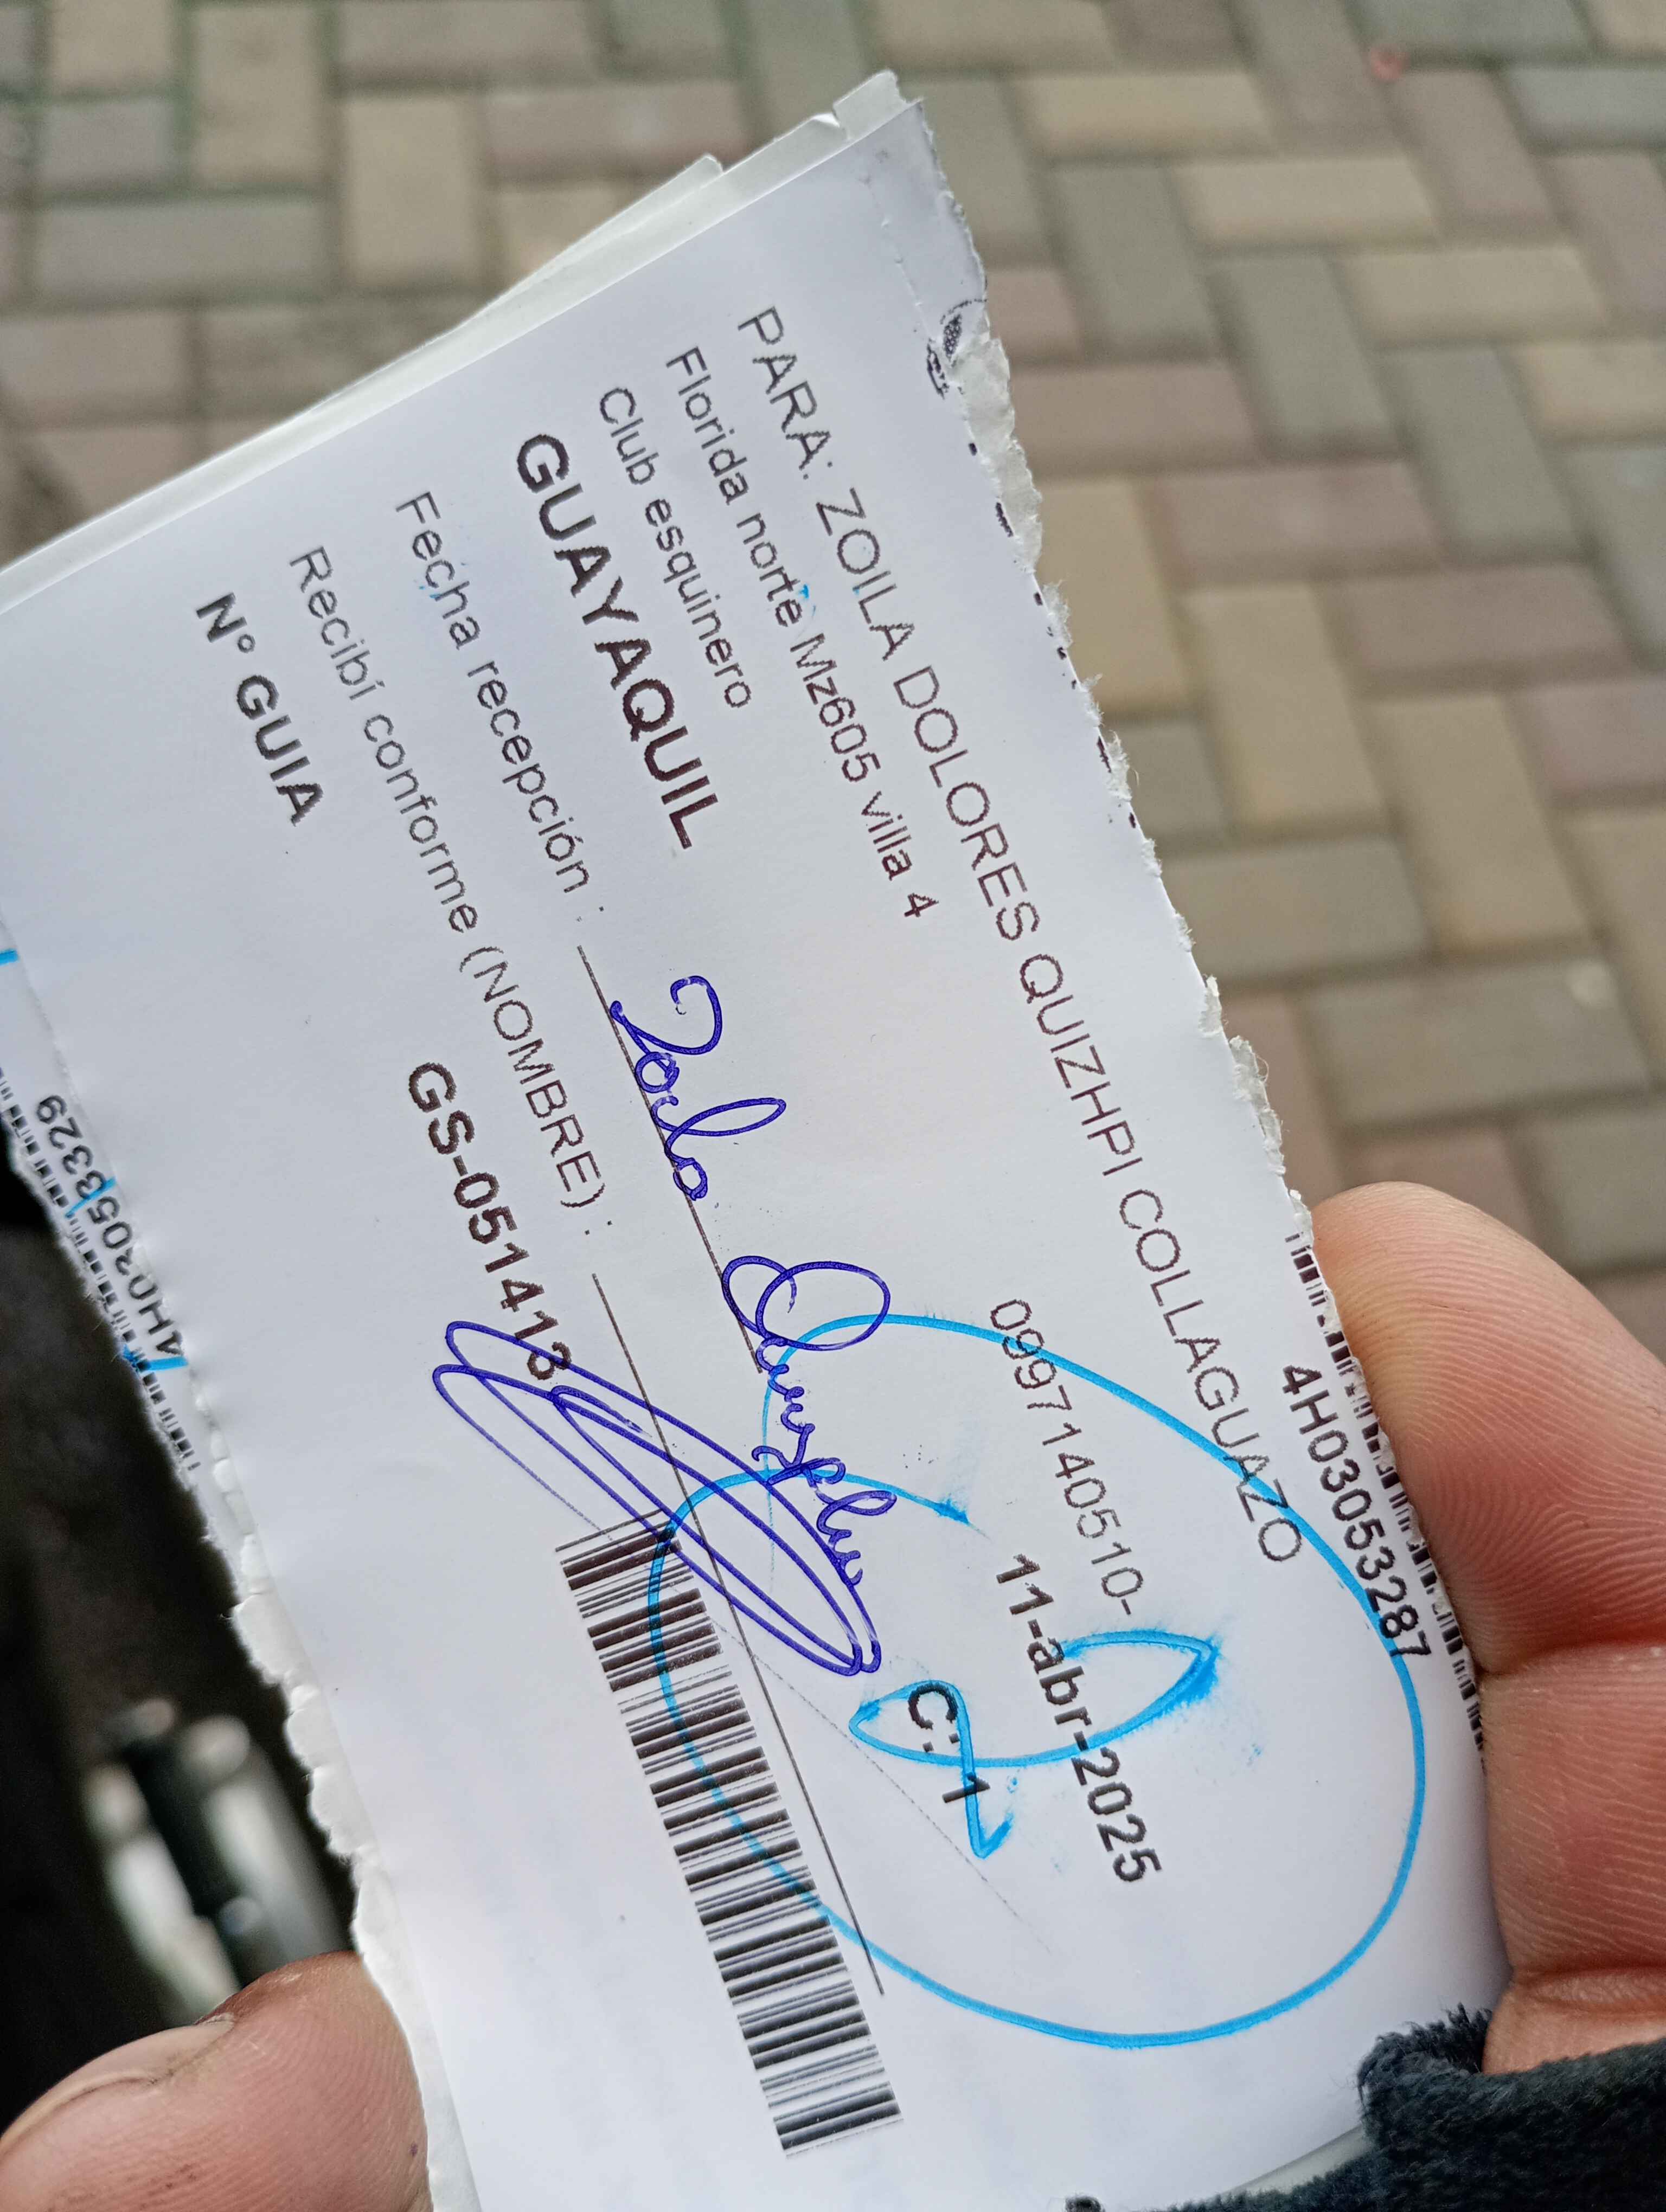 4H03053287
PARA: ZOILA DOLORES QUIZHPI COLLAGUAZO
Florida norte Mz605 villa 4 0997140510-
Club esquinero 11-abr-2025
GUAYAQUIL C: 1
Fecha recepción :
Zoila Quizhpi
Recibí conforme (NOMBRE) :
Nº GUIA GS-051413
4H03053329